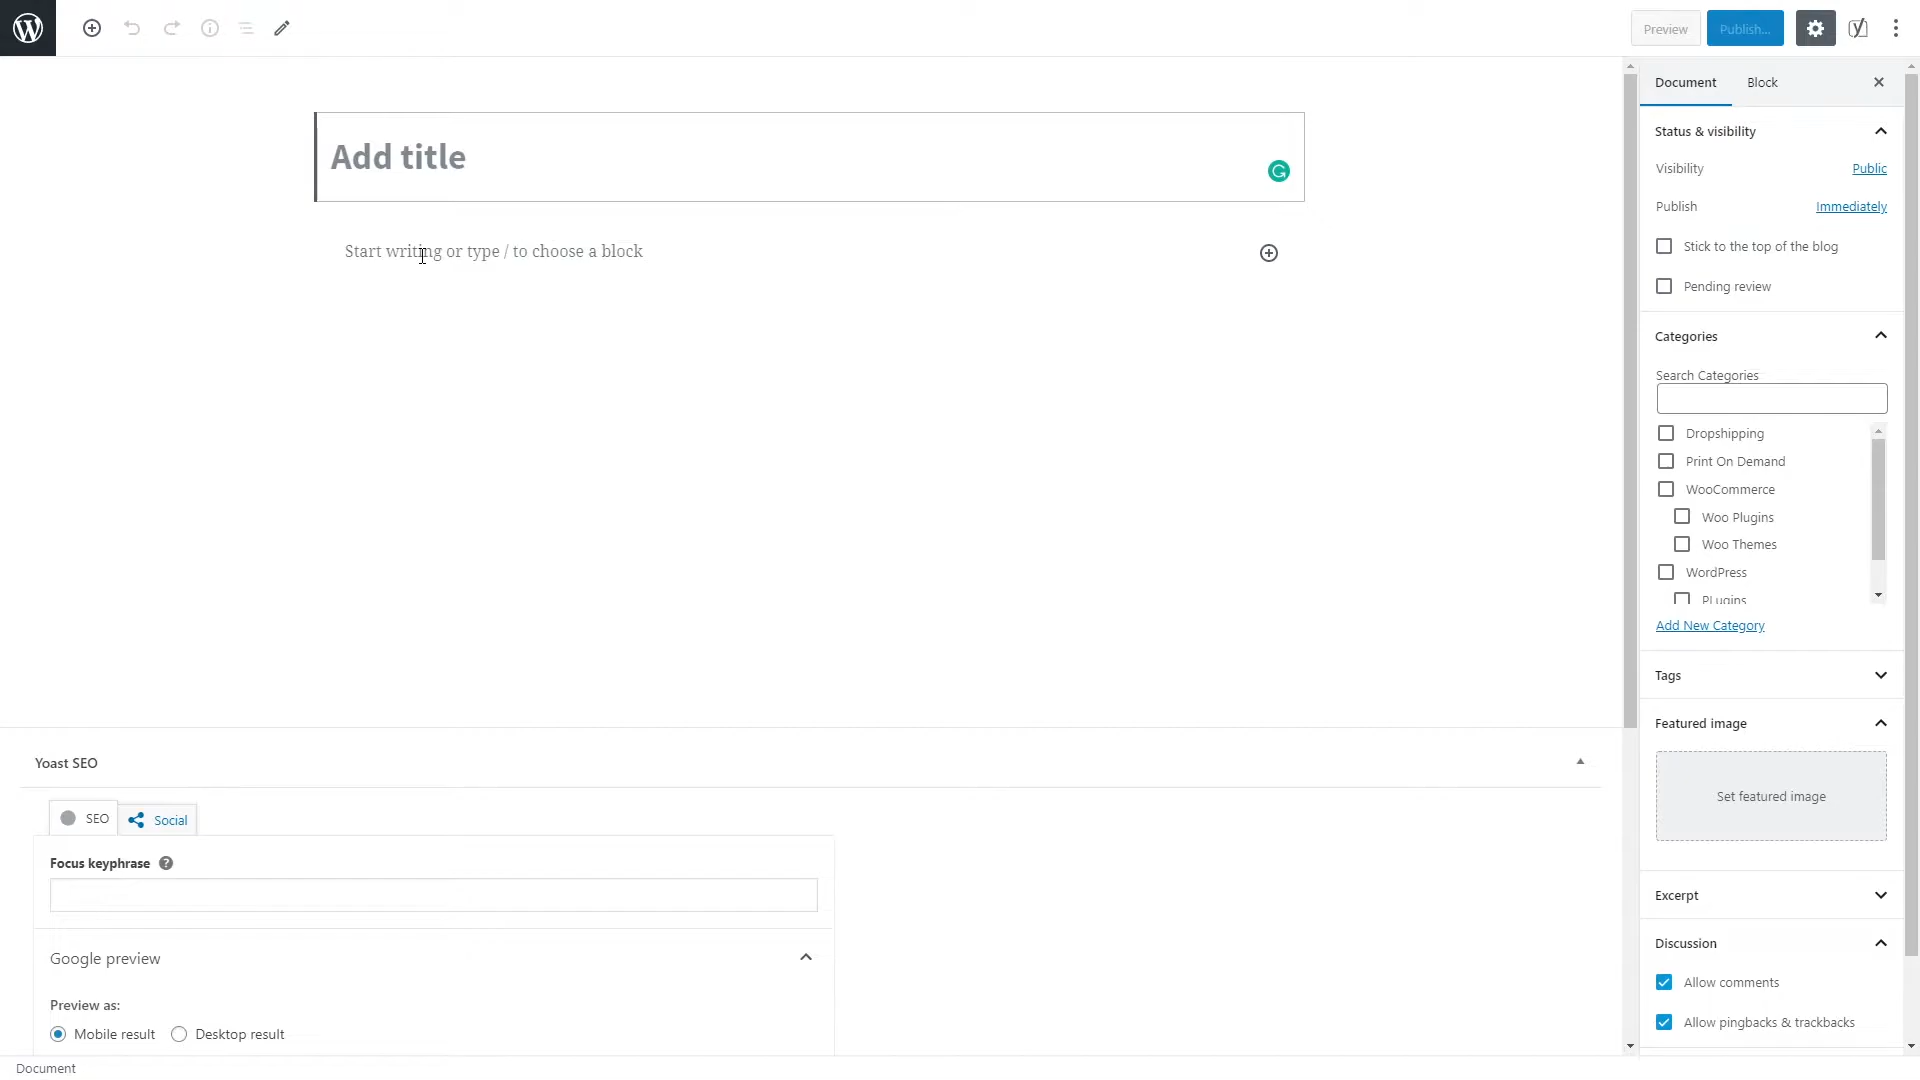 Preview
Publish...
Document
Block
Add title
Start writing or type / to choose a block
Status & visibility
Visibility
Public
Publish
Immediately
Stick to the top of the blog
Pending review
Categories
Search Categories
Dropshipping
Print On Demand
WooCommerce
Woo Plugins
Woo Themes
WordPress
PLugins
Add New Category
Tags
Featured image
Set featured image
Excerpt
Discussion
Allow comments
Allow pingbacks & trackbacks
Yoast SEO
SEO
Social
Focus keyphrase
Google preview
Preview as:
Mobile result
Desktop result
Document